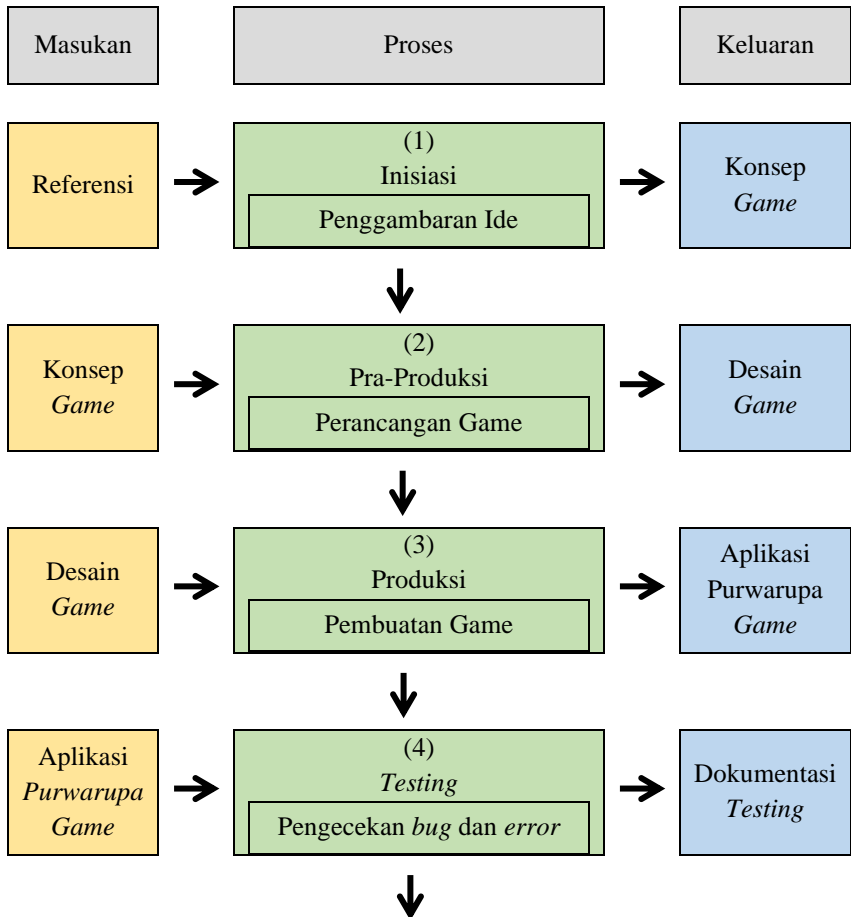 Masukan
Proses
Keluaran
Referensi
(1)
Inisiasi
Penggambaran Ide
Konsep
Game
Konsep
Game
(2)
Pra-Produksi
Perancangan Game
Desain
Game
Desain
Game
(3)
Produksi
Pembuatan Game
Aplikasi
Purwarupa
Game
Aplikasi
Purwarupa
Game
(4)
Testing
Pengecekan bug dan error
Dokumentasi
Testing